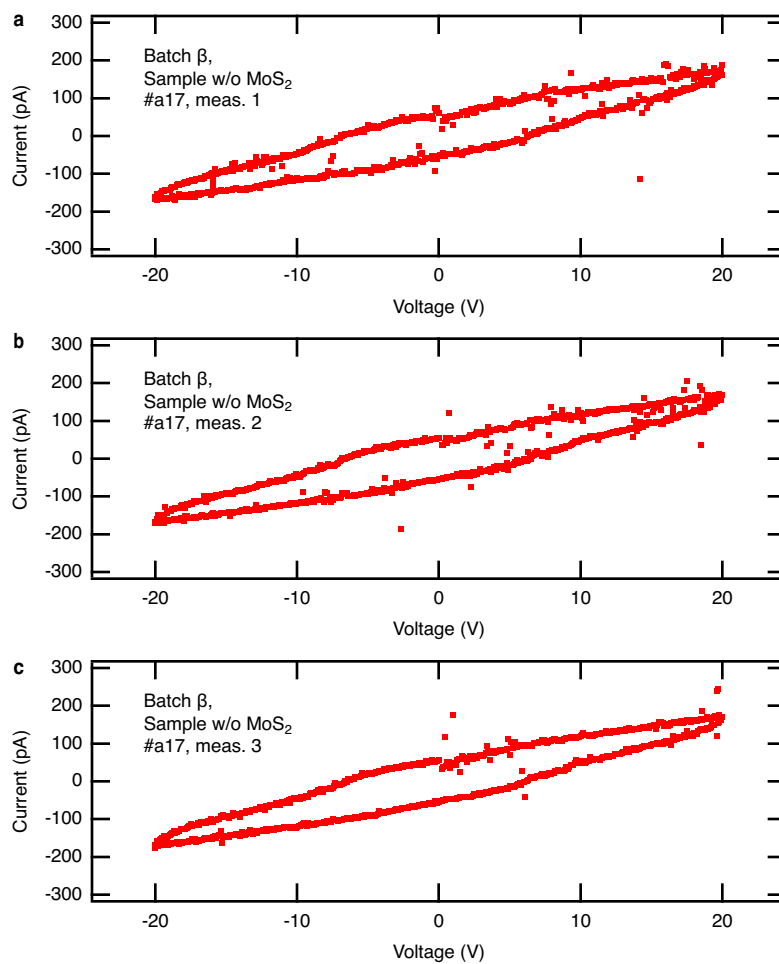 a
300
200
100
0
-100
-200
-300
Current (pA)
Batch β,
Sample w/o MoS₂
#a17, meas. 1
-20 -10 0 10 20
Voltage (V)
b
300
200
100
0
-100
-200
-300
Current (pA)
Batch β,
Sample w/o MoS₂
#a17, meas. 2
-20 -10 0 10 20
Voltage (V)
c
300
200
100
0
-100
-200
-300
Current (pA)
Batch β,
Sample w/o MoS₂
#a17, meas. 3
-20 -10 0 10 20
Voltage (V)